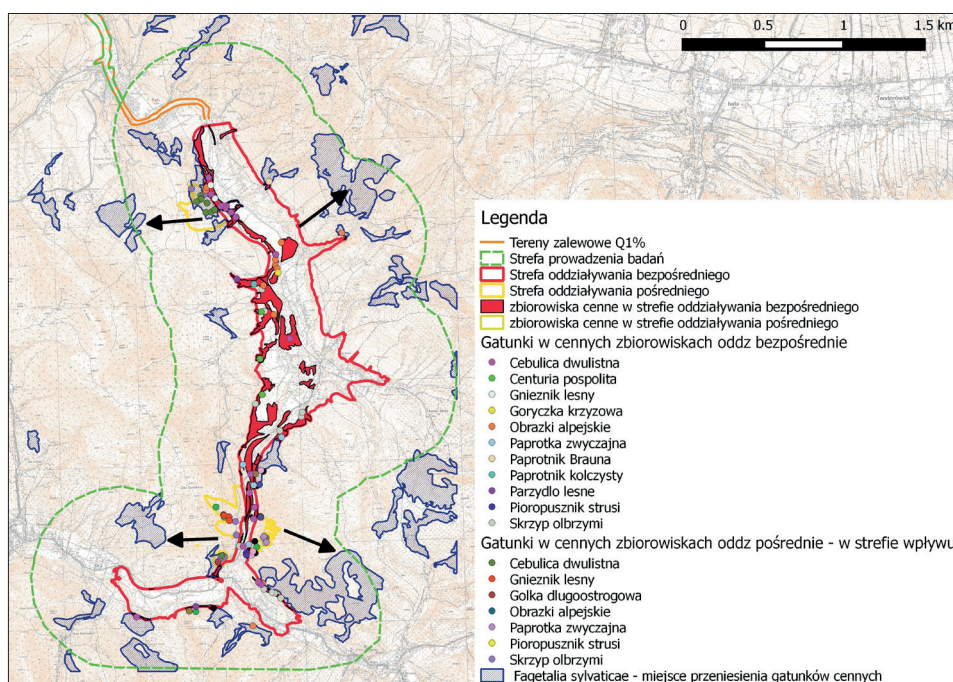 0 0.5 1 1.5 km
Iwla
Teodorówka
Legenda
Tereny zalewowe Q1%
Strefa prowadzenia badań
Strefa oddziaływania bezpośredniego
Strefa oddziaływania pośredniego
zbiorowiska cenne w strefie oddziaływania bezpośredniego
zbiorowiska cenne w strefie oddziaływania pośredniego
Gatunki w cennych zbiorowiskach oddz bezpośrednie
Cebulica dwulistna
Centuria pospolita
Gnieznik lesny
Goryczka krzyzowa
Obrazki alpejskie
Paprotka zwyczajna
Paprotnik Brauna
Paprotnik kolczysty
Parzydlo lesne
Pioropusznik strusi
Skrzyp olbrzymi
Gatunki w cennych zbiorowiskach oddz pośrednie - w strefie wpływu
Cebulica dwulistna
Gnieznik lesny
Golka dlugoostrogowa
Obrazki alpejskie
Paprotka zwyczajna
Pioropusznik strusi
Skrzyp olbrzymi
Fagetalia sylvaticae - miejsce przeniesienia gatunków cennych